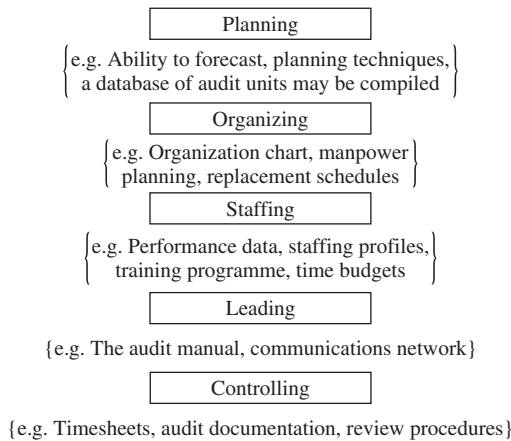 Planning
{e.g. Ability to forecast, planning techniques,
a database of audit units may be compiled}
Organizing
{e.g. Organization chart, manpower
planning, replacement schedules}
Staffing
{e.g. Performance data, staffing profiles,
training programme, time budgets}
Leading
{e.g. The audit manual, communications network}
Controlling
{e.g. Timesheets, audit documentation, review procedures}